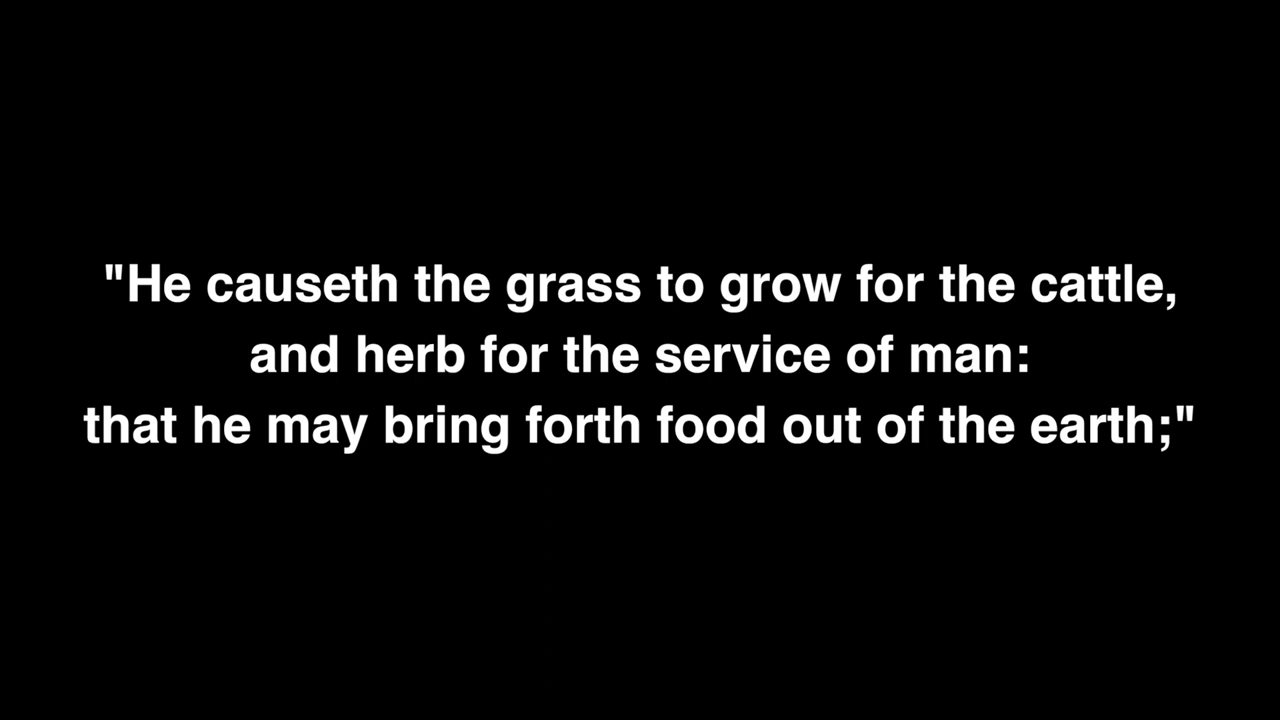 "He causeth the grass to grow for the cattle,
and herb for the service of man:
that he may bring forth food out of the earth;"